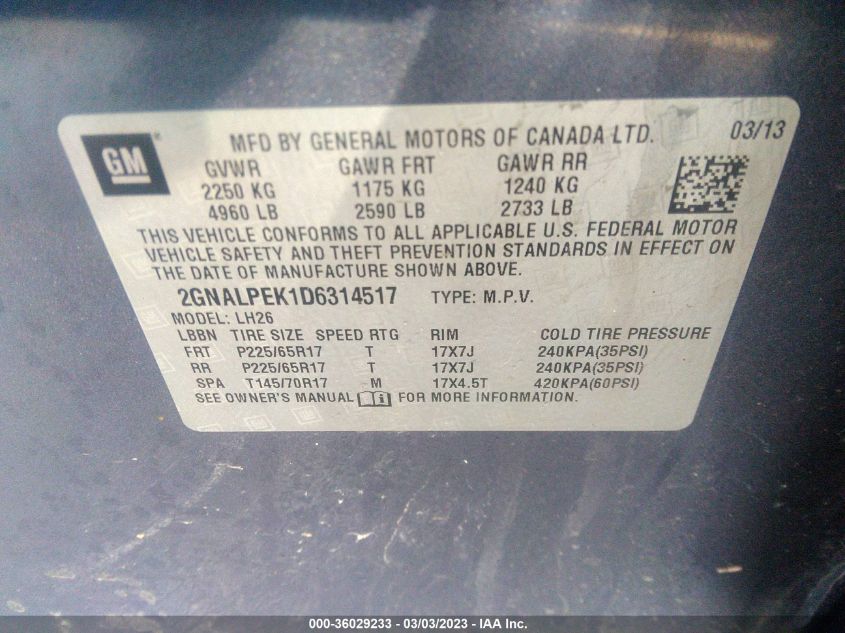 GM ® MFD BY GENERAL MOTORS OF CANADA LTD. 03/13
GVWR GAWR FRT GAWR RR
2250 KG 1175 KG 1240 KG
4960 LB 2590 LB 2733 LB
THIS VEHICLE CONFORMS TO ALL APPLICABLE U.S. FEDERAL MOTOR
VEHICLE SAFETY AND THEFT PREVENTION STANDARDS IN EFFECT ON
THE DATE OF MANUFACTURE SHOWN ABOVE.
2GNALPEK1D6314517 TYPE: M.P.V.
MODEL: LH26
LBBN TIRE SIZE SPEED RTG RIM COLD TIRE PRESSURE
FRT P225/65R17 T 17X7J 240KPA(35PSI)
RR P225/65R17 T 17X7J 240KPA(35PSI)
SPA T145/70R17 M 17X4.5T 420KPA(60PSI)
SEE OWNER'S MANUAL FOR MORE INFORMATION.
000-36029233 - 03/03/2023 - IAA Inc.